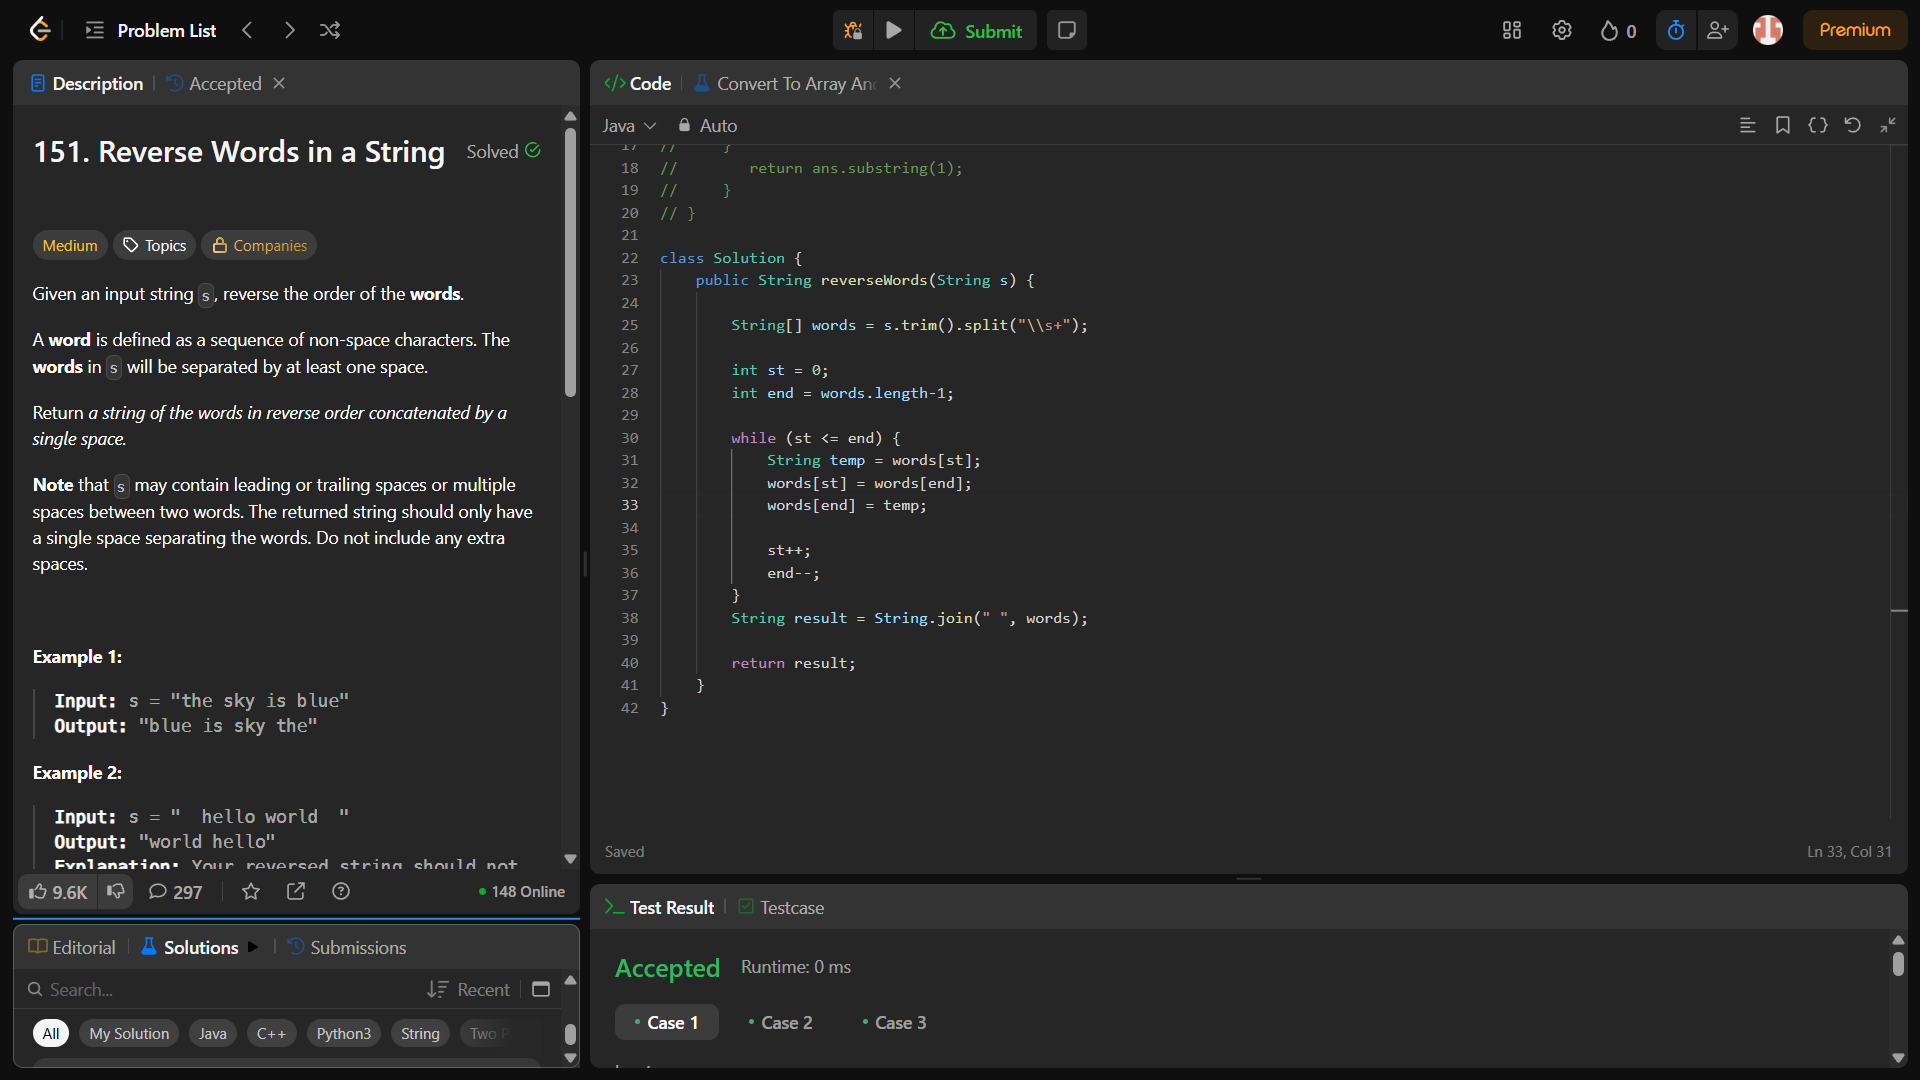 Problem List
Submit
0
Premium
Description
Accepted
151. Reverse Words in a String
Solved
Medium
Topics
Companies
Given an input string s, reverse the order of the words.
A word is defined as a sequence of non-space characters. The
words in s will be separated by at least one space.
Return a string of the words in reverse order concatenated by a
single space.
Note that s may contain leading or trailing spaces or multiple
spaces between two words. The returned string should only have
a single space separating the words. Do not include any extra
spaces.
Example 1:
Input: s = "the sky is blue"
Output: "blue is sky the"
Example 2:
Input: s = "  hello world  "
Output: "world hello"
Explanation: Your reversed string should not
9.6K
297
148 Online
Editorial
Solutions
Submissions
Search...
Recent
All
My Solution
Java
C++
Python3
String
Two
Code
Convert To Array An
Java
Auto
17 //     }
18 //        return ans.substring(1);
19 //     }
20 // }
21
22 class Solution {
23     public String reverseWords(String s) {
24
25         String[] words = s.trim().split("\\s+");
26
27         int st = 0;
28         int end = words.length-1;
29
30         while (st <= end) {
31             String temp = words[st];
32             words[st] = words[end];
33             words[end] = temp;
34
35             st++;
36             end--;
37         }
38         String result = String.join(" ", words);
39
40         return result;
41     }
42 }
Saved
Ln 33, Col 31
Test Result
Testcase
Accepted
Runtime: 0 ms
Case 1
Case 2
Case 3